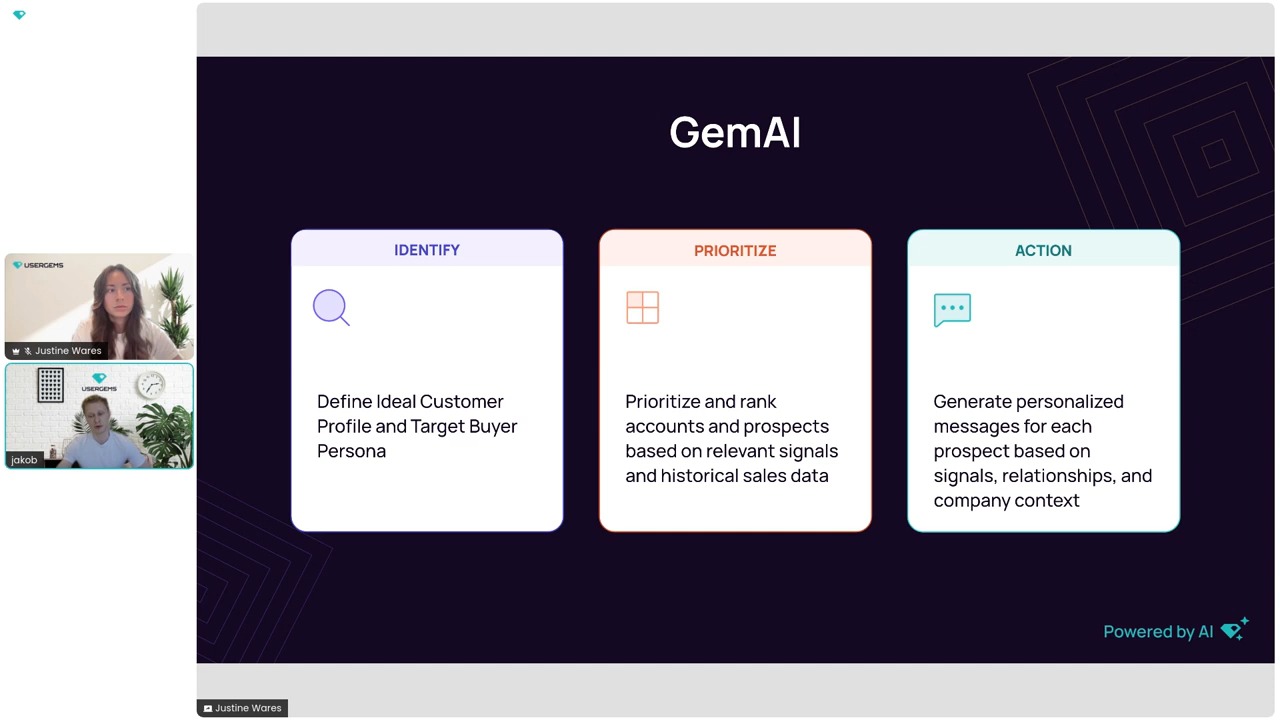 USERGEMS
Justine Wares
USERGEMS
jakob
GemAI
IDENTIFY
Define Ideal Customer
Profile and Target Buyer
Persona
PRIORITIZE
Prioritize and rank
accounts and prospects
based on relevant signals
and historical sales data
ACTION
Generate personalized
messages for each
prospect based on
signals, relationships, and
company context
Powered by AI
Justine Wares